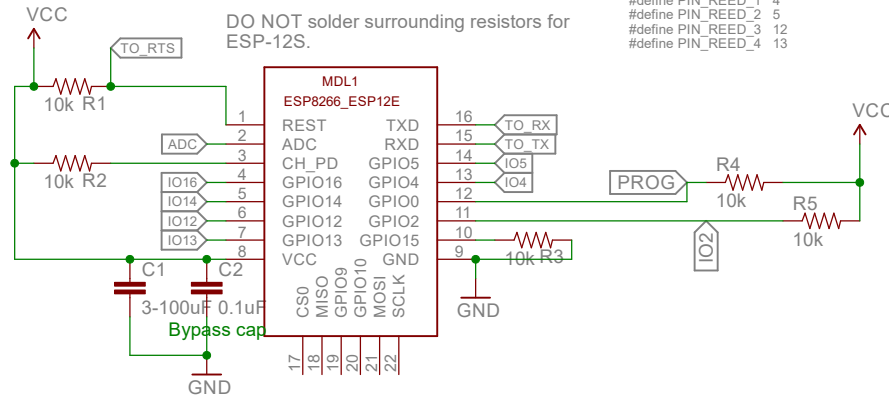 #define PIN_REED_1 4
#define PIN_REED_2 5
#define PIN_REED_3 12
#define PIN_REED_4 13
DO NOT solder surrounding resistors for
ESP-12S.
VCC
TO_RTS
10k R1
MDL1
ESP8266_ESP12E
1 REST
2 ADC
3 CH_PD
4 GPIO16
5 GPIO14
6 GPIO12
7 GPIO13
8 VCC
TXD 16
RXD 15
GPIO5 14
GPIO4 13
GPIO0 12
GPIO2 11
GPIO15 10
GND 9
CS0
MISO
GPIO9
GPIO10
MOSI
SCLK
17
18
19
20
21
22
ADC
10k R2
IO16
IO14
IO12
IO13
TO_RX
TO_TX
IO5
IO4
PROG
R4
10k
VCC
R5
10k
IO2
10k R3
GND
C1
C2
3-100uF 0.1uF
Bypass cap
GND